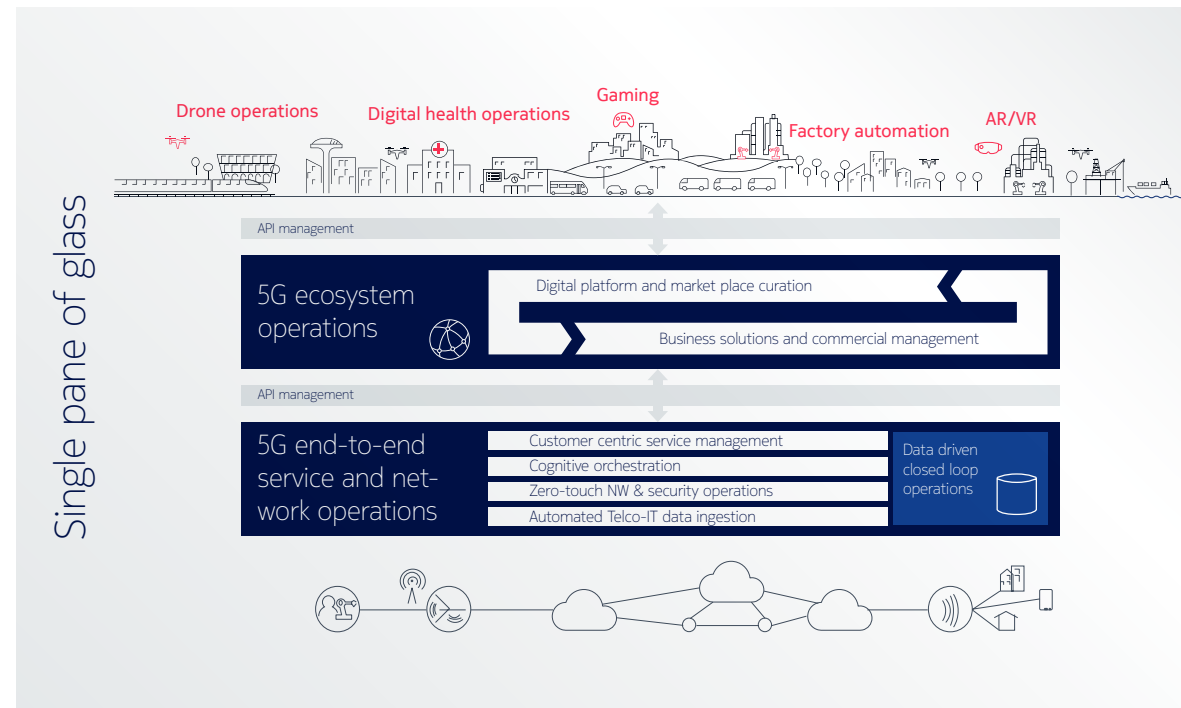 Single pane of glass
Drone operations
Digital health operations
Gaming
Factory automation
AR/VR
API management
5G ecosystem
operations
Digital platform and market place curation
Business solutions and commercial management
API management
5G end-to-end
service and net-
work operations
Customer centric service management
Cognitive orchestration
Zero-touch NW & security operations
Automated Telco-IT data ingestion
Data driven
closed loop
operations